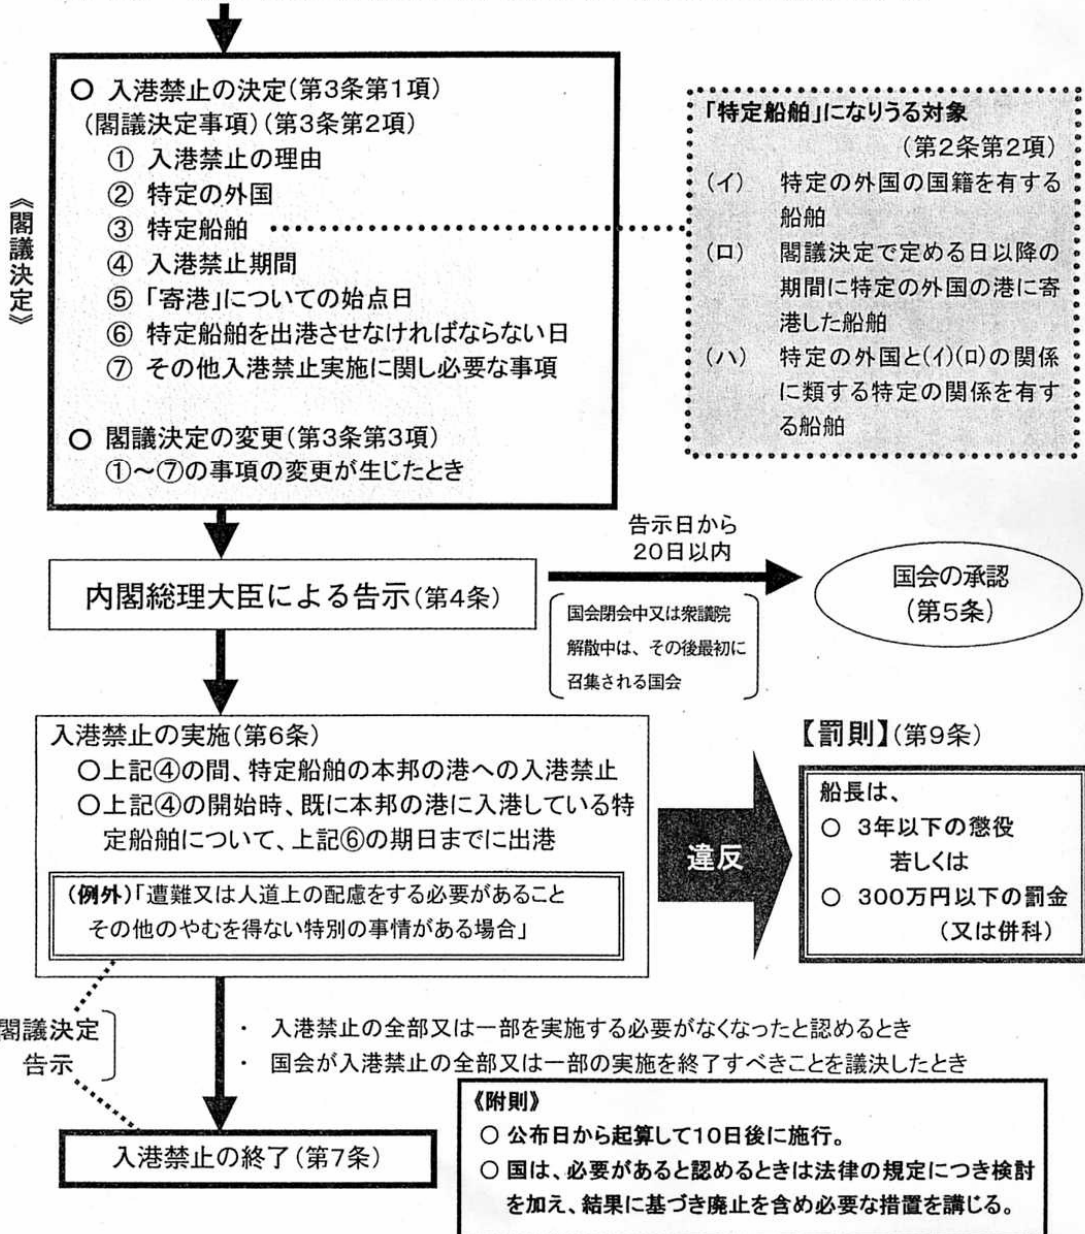 《閣議決定》
○ 入港禁止の決定(第3条第1項)
(閣議決定事項)(第3条第2項)
① 入港禁止の理由
② 特定の外国
③ 特定船舶
④ 入港禁止期間
⑤ 「寄港」についての始点日
⑥ 特定船舶を出港させなければならない日
⑦ その他入港禁止実施に関し必要な事項
○ 閣議決定の変更(第3条第3項)
①~⑦の事項の変更が生じたとき
「特定船舶」になりうる対象
(第2条第2項)
(イ) 特定の外国の国籍を有する
船舶
(ロ) 閣議決定で定める日以降の
期間に特定の外国の港に寄
港した船舶
(ハ) 特定の外国と(イ)(ロ)の関係
に類する特定の関係を有す
る船舶
内閣総理大臣による告示(第4条)
告示日から
20日以内
国会閉会中又は衆議院
解散中は、その後最初に
召集される国会
国会の承認
(第5条)
入港禁止の実施(第6条)
○上記④の間、特定船舶の本邦の港への入港禁止
○上記④の開始時、既に本邦の港に入港している特
定船舶について、上記⑥の期日までに出港
(例外)「遭難又は人道上の配慮をする必要があること
その他のやむを得ない特別の事情がある場合」
違反
【罰則】(第9条)
船長は、
○ 3年以下の懲役
若しくは
○ 300万円以下の罰金
(又は併科)
閣議決定
告示
・ 入港禁止の全部又は一部を実施する必要がなくなったと認めるとき
・ 国会が入港禁止の全部又は一部の実施を終了すべきことを議決したとき
入港禁止の終了(第7条)
《附則》
○ 公布日から起算して10日後に施行。
○ 国は、必要があると認めるときは法律の規定につき検討
を加え、結果に基づき廃止を含め必要な措置を講じる。